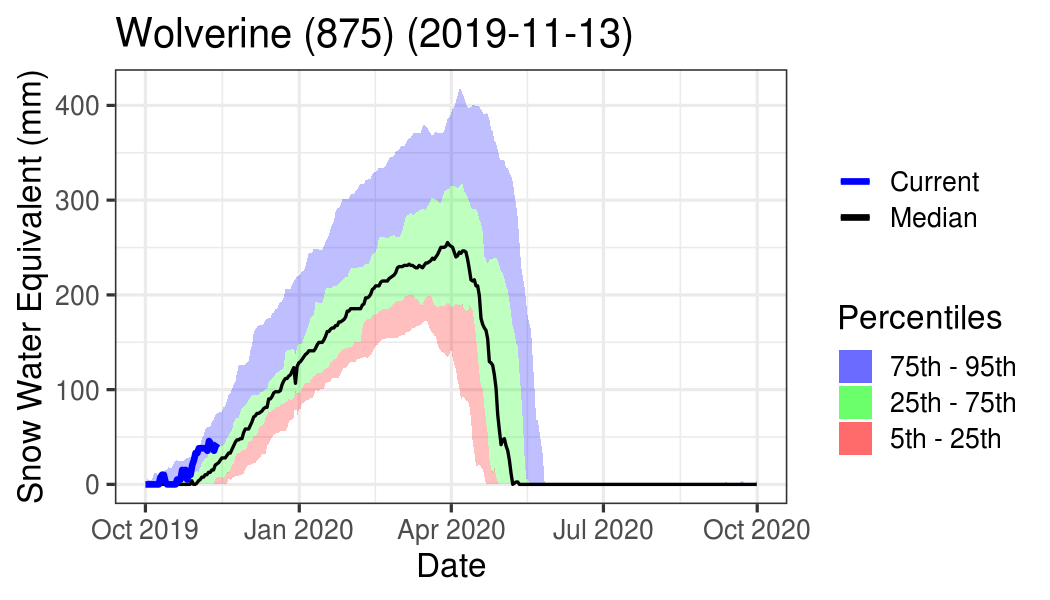 Wolverine (875) (2019-11-13)
Snow Water Equivalent (mm)
400
300
200
100
0
Oct 2019 Jan 2020 Apr 2020 Jul 2020 Oct 2020
Date
Current
Median
Percentiles
75th - 95th
25th - 75th
5th - 25th